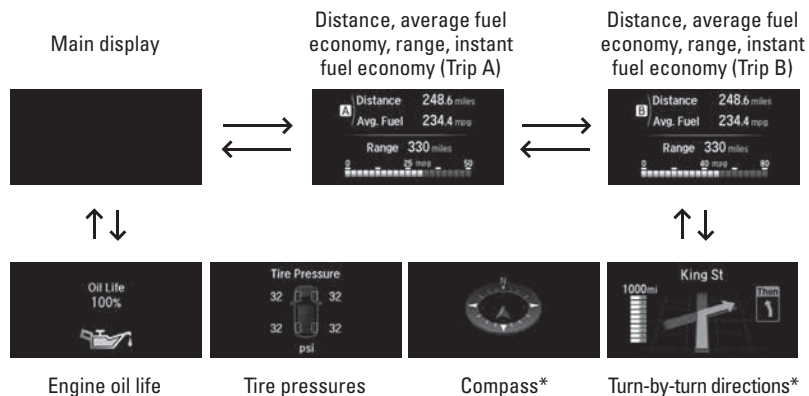 Main display
Distance, average fuel
economy, range, instant
fuel economy (Trip A)
Distance, average fuel
economy, range, instant
fuel economy (Trip B)
A Distance 248.6 miles
Avg. Fuel 234.4 mpg
Range 330 miles
0 25 mpg 50
B Distance 248.6 miles
Avg. Fuel 234.4 mpg
Range 330 miles
0 40 mpg 80
Oil Life
100%
Tire Pressure
32 32
32 32
psi
N
King St
1000mi
Then
Engine oil life
Tire pressures
Compass*
Turn-by-turn directions*